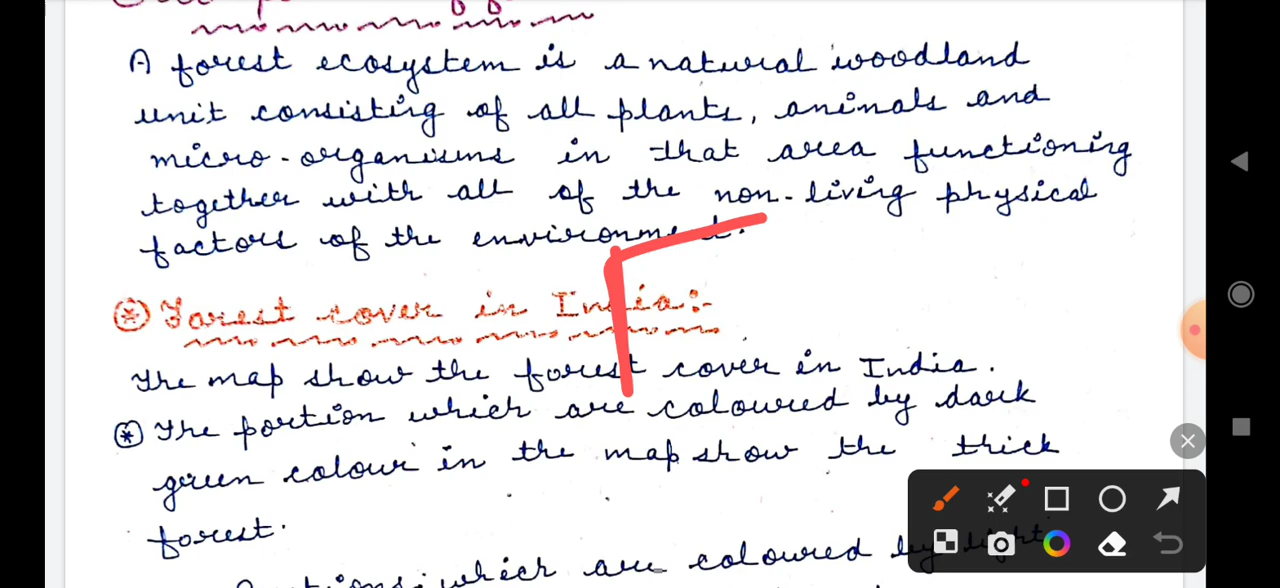 A forest ecosystem is a natural woodland
unit consisting of all plants, animals and
micro-organisms in that area functioning
together with all of the non-living physical
factors of the environment.
⊛ Forest cover in India:-
The map show the forest cover in India.
⊛ The portion which are coloured by dark
green colour in the map show the thick
forest.
which are coloured by light